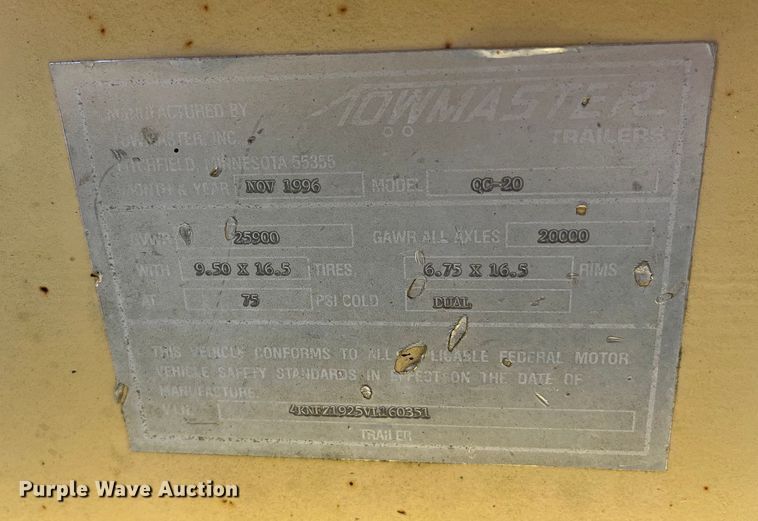 TOWMASTER
TRAILERS
MANUFACTURED BY
TOWMASTER, INC.
LITCHFIELD, MINNESOTA 55355
MONTH & YEAR NOV 1996 MODEL QC-20
GVWR 25900 GAWR ALL AXLES 20000
WITH 9.50 X 16.5 TIRES, 6.75 X 16.5 RIMS
AT 75 PSI COLD DUAL
THIS VEHICLE CONFORMS TO ALL APPLICABLE FEDERAL MOTOR
VEHICLE SAFETY STANDARDS IN EFFECT ON THE DATE OF
MANUFACTURE.
V.I.N.
TRAILER
Purple Wave Auction